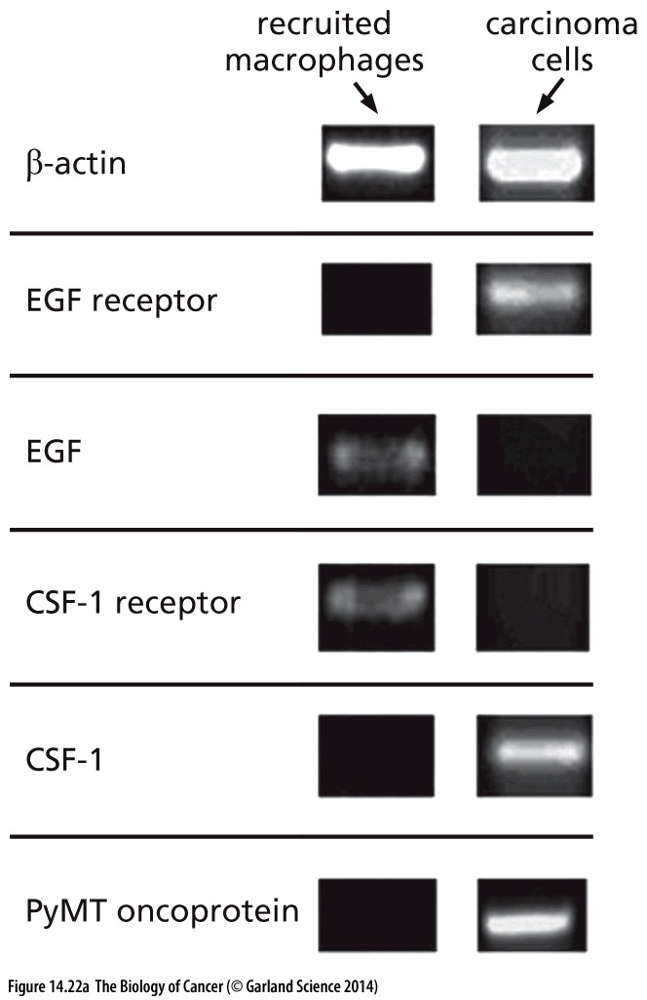 recruited
macrophages
carcinoma
cells
β-actin
EGF receptor
EGF
CSF-1 receptor
CSF-1
PyMT oncoprotein
Figure 14.22a The Biology of Cancer (© Garland Science 2014)